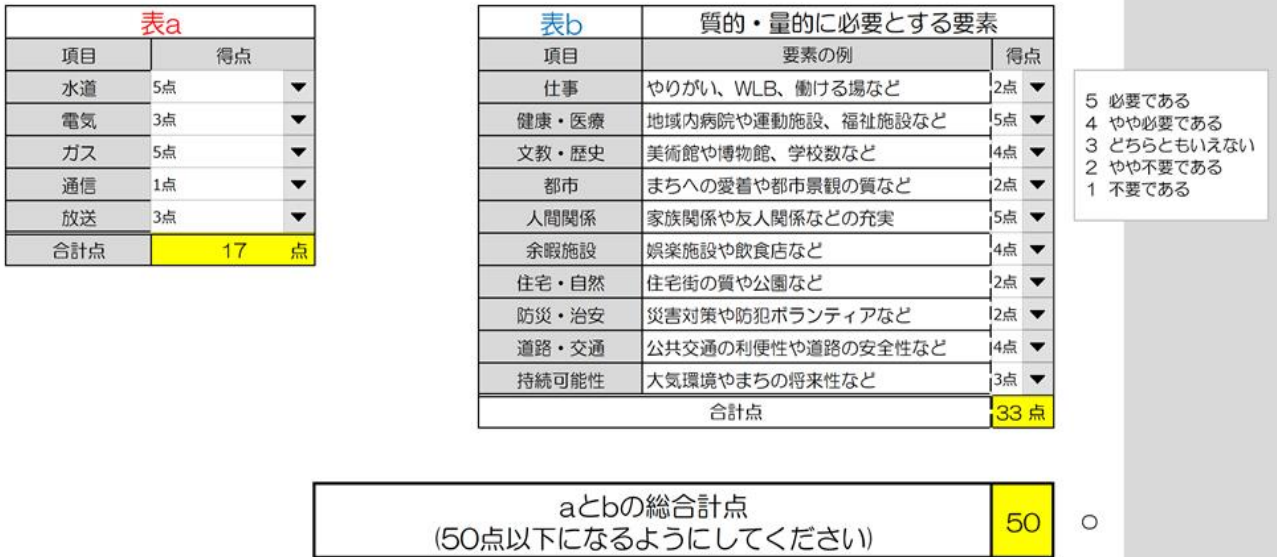 表a
項目 得点
水道 5点
電気 3点
ガス 5点
通信 1点
放送 3点
合計点 17 点
表b 質的・量的に必要とする要素
項目 要素の例 得点
仕事 やりがい、WLB、働ける場など 2点
健康・医療 地域内病院や運動施設、福祉施設など 5点
文教・歴史 美術館や博物館、学校数など 4点
都市 まちへの愛着や都市景観の質など 2点
人間関係 家族関係や友人関係などの充実 5点
余暇施設 娯楽施設や飲食店など 4点
住宅・自然 住宅街の質や公園など 2点
防災・治安 災害対策や防犯ボランティアなど 2点
道路・交通 公共交通の利便性や道路の安全性など 4点
持続可能性 大気環境やまちの将来性など 3点
合計点 33 点
5 必要である
4 やや必要である
3 どちらともいえない
2 やや不要である
1 不要である
aとbの総合計点
(50点以下になるようにしてください)
50 ○